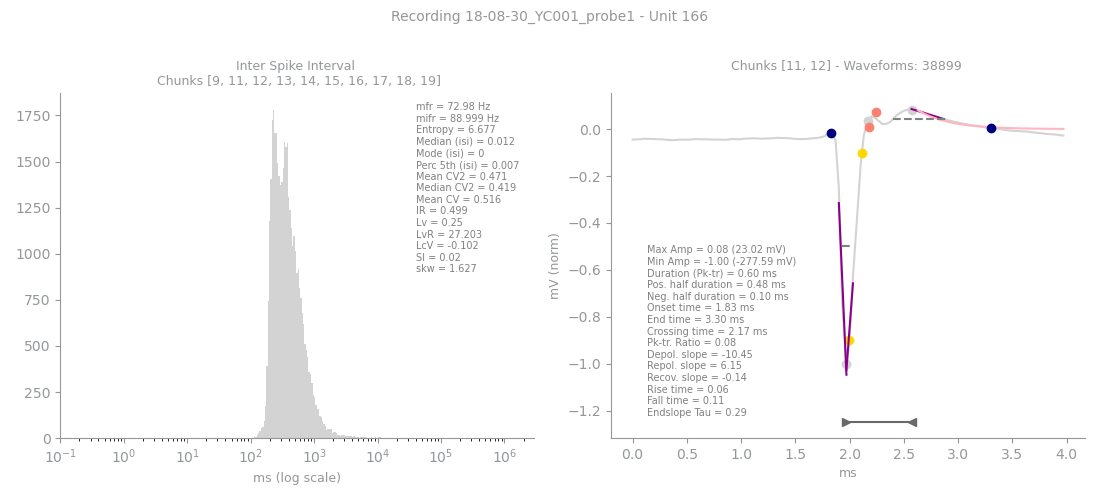 Recording 18-08-30_YC001_probe1 - Unit 166
Inter Spike Interval
Chunks [9, 11, 12, 13, 14, 15, 16, 17, 18, 19]
1750
1500
1250
1000
750
500
250
0
10⁻¹ 10⁰ 10¹ 10² 10³ 10⁴ 10⁵ 10⁶
ms (log scale)
mfr = 72.98 Hz
mifr = 88.999 Hz
Entropy = 6.677
Median (isi) = 0.012
Mode (isi) = 0
Perc 5th (isi) = 0.007
Mean CV2 = 0.471
Median CV2 = 0.419
Mean CV = 0.516
IR = 0.499
Lv = 0.25
LvR = 27.203
LcV = -0.102
SI = 0.02
skw = 1.627
Chunks [11, 12] - Waveforms: 38899
mV (norm)
0.0
−0.2
−0.4
−0.6
−0.8
−1.0
−1.2
Max Amp = 0.08 (23.02 mV)
Min Amp = -1.00 (-277.59 mV)
Duration (Pk-tr) = 0.60 ms
Pos. half duration = 0.48 ms
Neg. half duration = 0.10 ms
Onset time = 1.83 ms
End time = 3.30 ms
Crossing time = 2.17 ms
Pk-tr. Ratio = 0.08
Depol. slope = -10.45
Repol. slope = 6.15
Recov. slope = -0.14
Rise time = 0.06
Fall time = 0.11
Endslope Tau = 0.29
0.0 0.5 1.0 1.5 2.0 2.5 3.0 3.5 4.0
ms